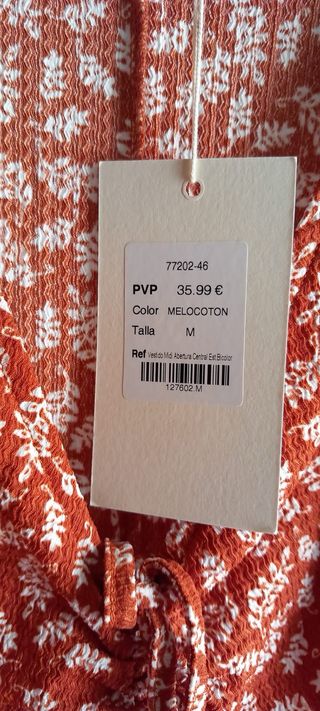 77202-46
PVP 35.99 €
Color MELOCOTON
Talla M
Ref Vestido Midi Abertura Central Est.Bicolor
127602.M